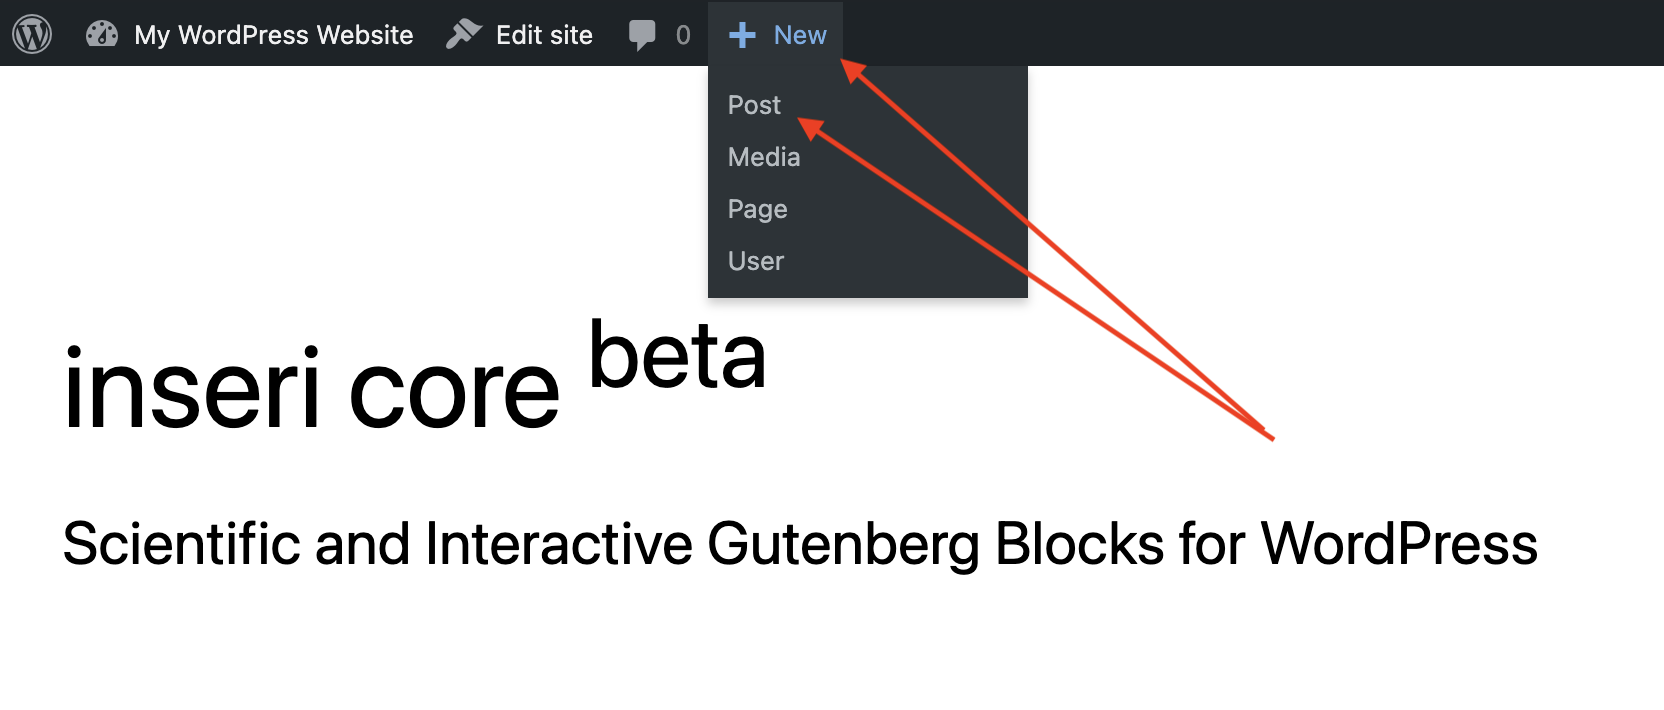 My WordPress Website Edit site 0 New
Post
Media
Page
User
inseri core beta
Scientific and Interactive Gutenberg Blocks for WordPress